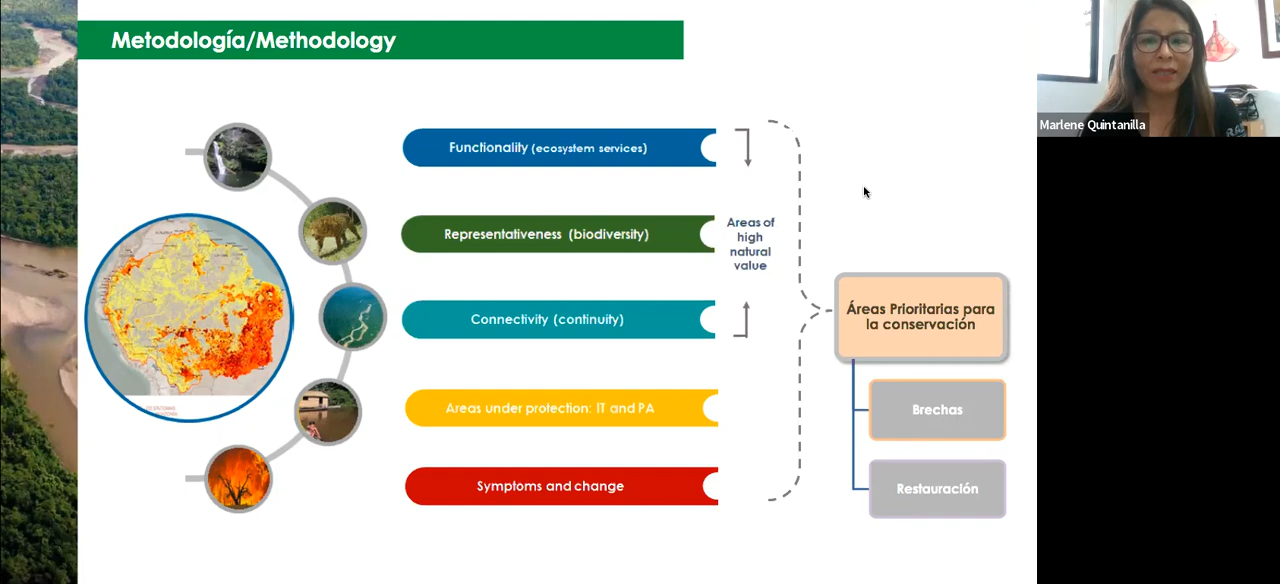 Metodología/Methodology
Marlene Quintanilla
Functionality (ecosystem services)
Representativeness (biodiversity)
Connectivity (continuity)
Areas under protection: IT and PA
Symptoms and change
Areas of
high
natural
value
Áreas Prioritarias para
la conservación
Brechas
Restauración